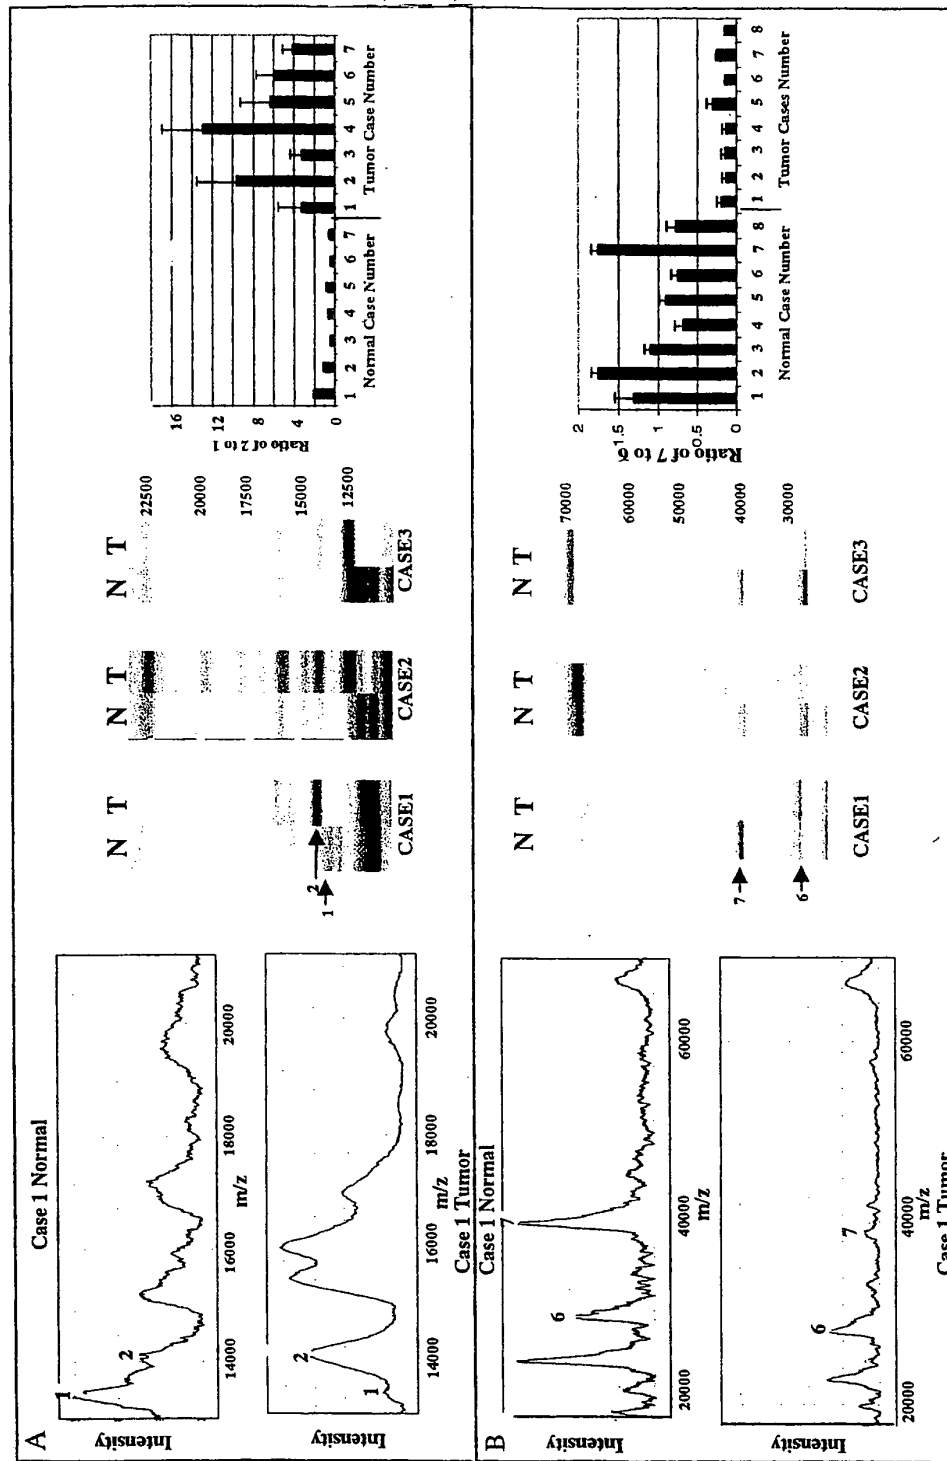 A
Case 1 Normal
Intensity
1
2
14000 16000 18000 20000
m/z
Intensity
1
2
14000 16000 18000 20000
m/z
Case 1 Tumor
N T N T N T
1
2
CASE1 CASE2 CASE3
22500
20000
17500
15000
12500
Ratio of 2 to 1
16
12
8
4
0
1 2 3 4 5 6 7 1 2 3 4 5 6 7
Normal Case Number Tumor Case Number
B
Case 1 Normal
Intensity
6
7
20000 40000 60000
m/z
Intensity
6
7
20000 40000 60000
m/z
Case 1 Tumor
N T N T N T
7
6
CASE1 CASE2 CASE3
70000
60000
50000
40000
30000
Ratio of 7 to 6
2
1.5
1
0.5
0
1 2 3 4 5 6 7 8 1 2 3 4 5 6 7 8
Normal Case Number Tumor Cases Number